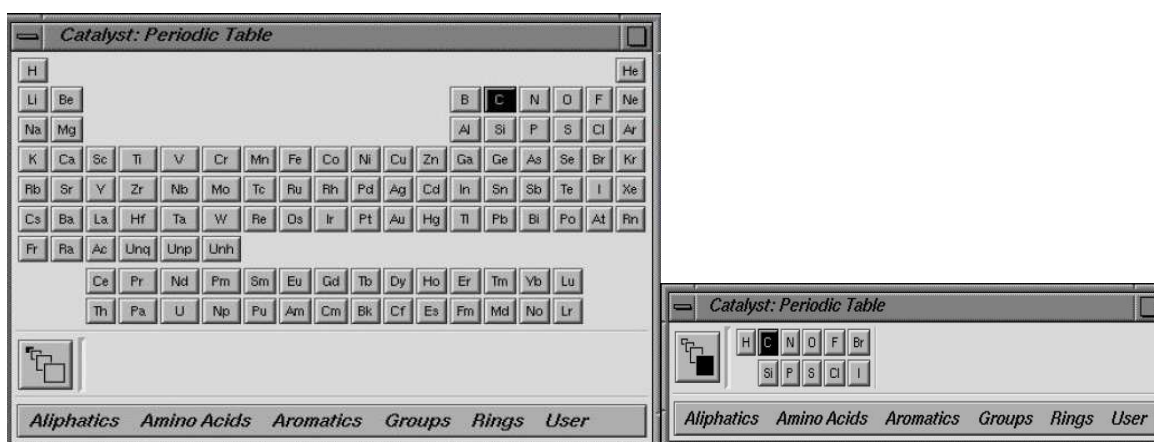 Catalyst: Periodic Table
H He
Li Be B C N O F Ne
Na Mg Al Si P S Cl Ar
K Ca Sc Ti V Cr Mn Fe Co Ni Cu Zn Ga Ge As Se Br Kr
Rb Sr Y Zr Nb Mo Tc Ru Rh Pd Ag Cd In Sn Sb Te I Xe
Cs Ba La Hf Ta W Re Os Ir Pt Au Hg Tl Pb Bi Po At Rn
Fr Ra Ac Unq Unp Unh
Ce Pr Nd Pm Sm Eu Gd Tb Dy Ho Er Tm Yb Lu
Th Pa U Np Pu Am Cm Bk Cf Es Fm Md No Lr
Aliphatics Amino Acids Aromatics Groups Rings User
Catalyst: Periodic Table
H C N O F Br
Si P S Cl I
Aliphatics Amino Acids Aromatics Groups Rings User